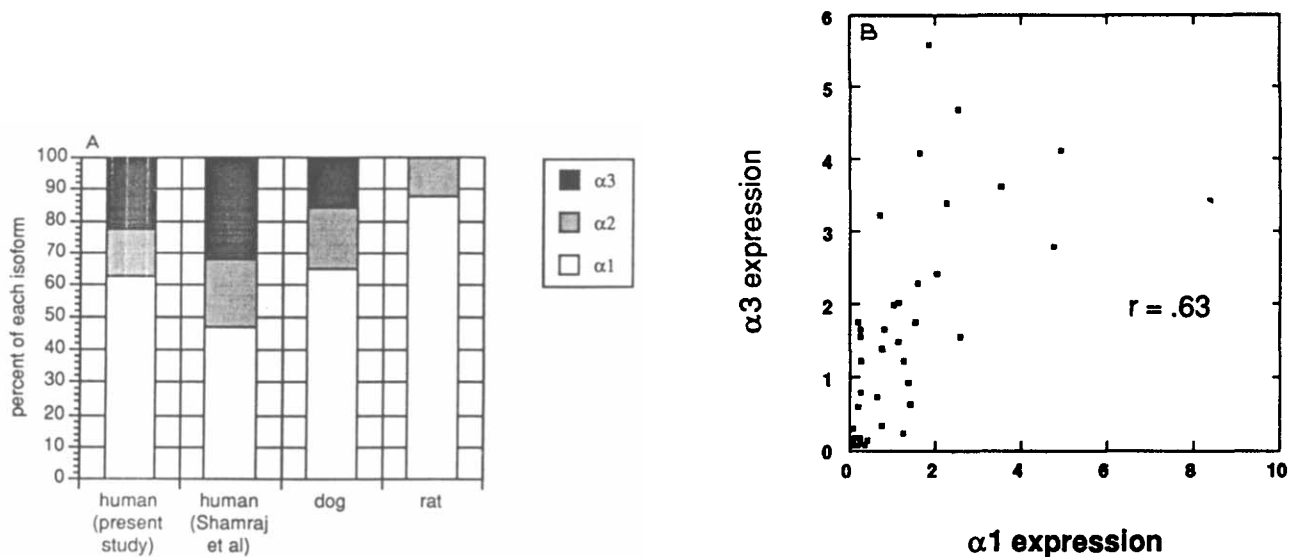 A
100
90
80
70
60
50
40
30
20
10
0
percent of each isoform
human
(present
study)
human
(Shamraj
et al)
dog
rat
α3
α2
α1
B
6
5
4
3
2
1
0
α3 expression
r = .63
0
2
4
6
8
10
α1 expression